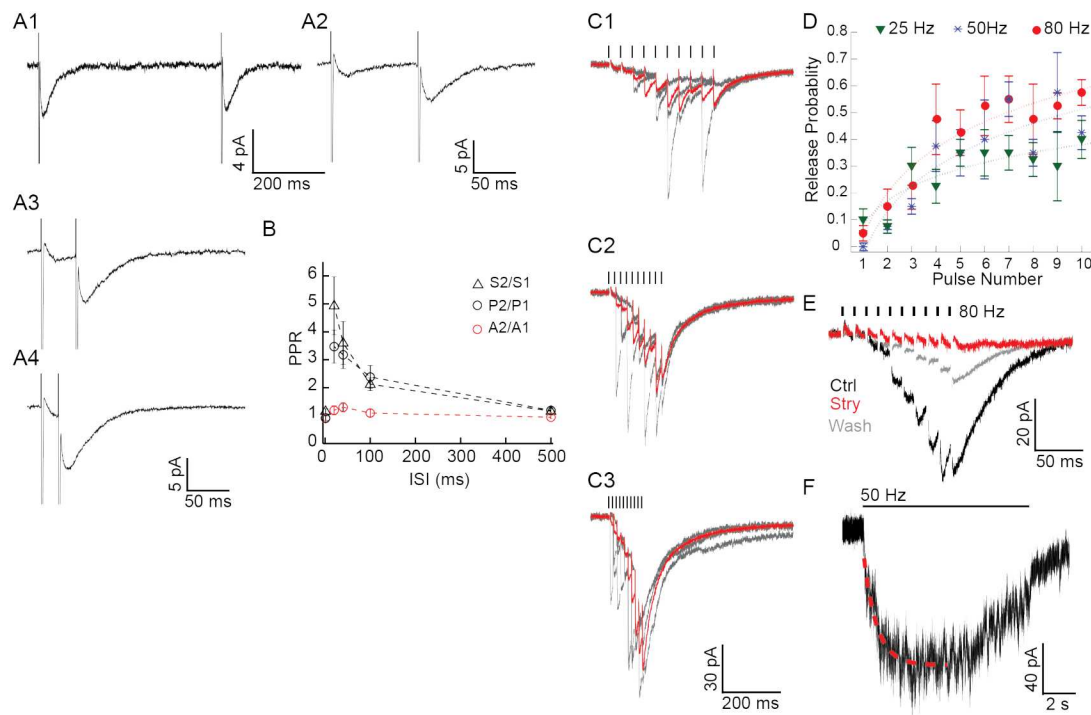 A1
4 pA
200 ms
A2
5 pA
50 ms
A3
A4
5 pA
50 ms
B
6
5
4
3
2
1
0
PPR
S2/S1
P2/P1
A2/A1
0 100 200 300 400 500
ISI (ms)
C1
C2
C3
30 pA
200 ms
D
25 Hz 50Hz 80 Hz
0.8
0.7
0.6
0.5
0.4
0.3
0.2
0.1
0
Release Probablity
1 2 3 4 5 6 7 8 9 10
Pulse Number
E
80 Hz
Ctrl
Stry
Wash
20 pA
50 ms
F
50 Hz
40 pA
2 s